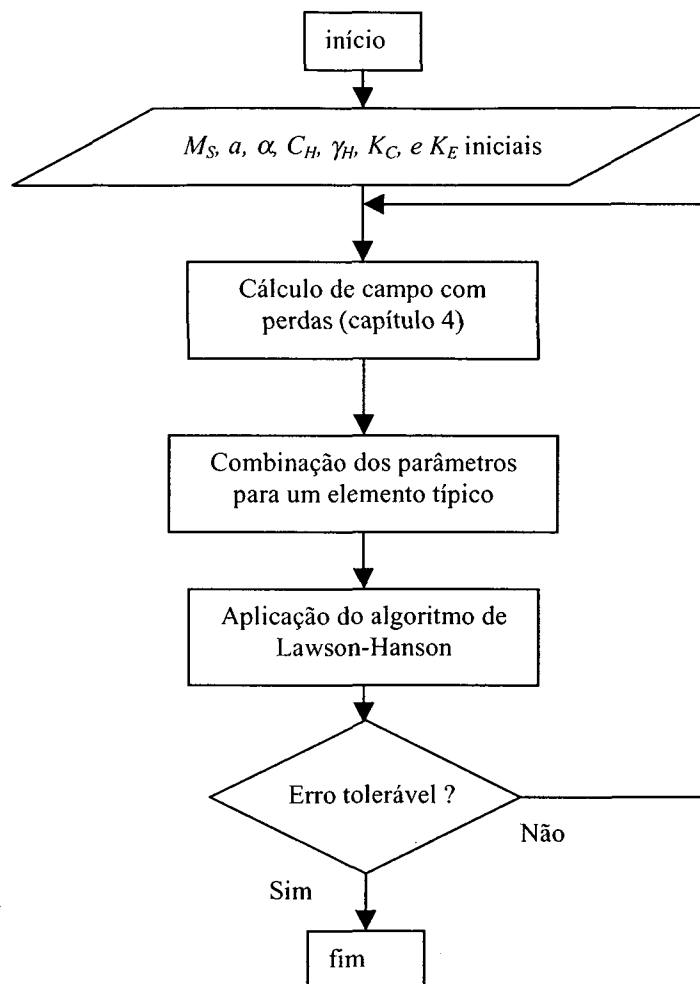 início
M_S, a, α, C_H, γ_H, K_C, e K_E iniciais
Cálculo de campo com
perdas (capítulo 4)
Combinação dos parâmetros
para um elemento típico
Aplicação do algoritmo de
Lawson-Hanson
Erro tolerável ?
Não
Sim
fim